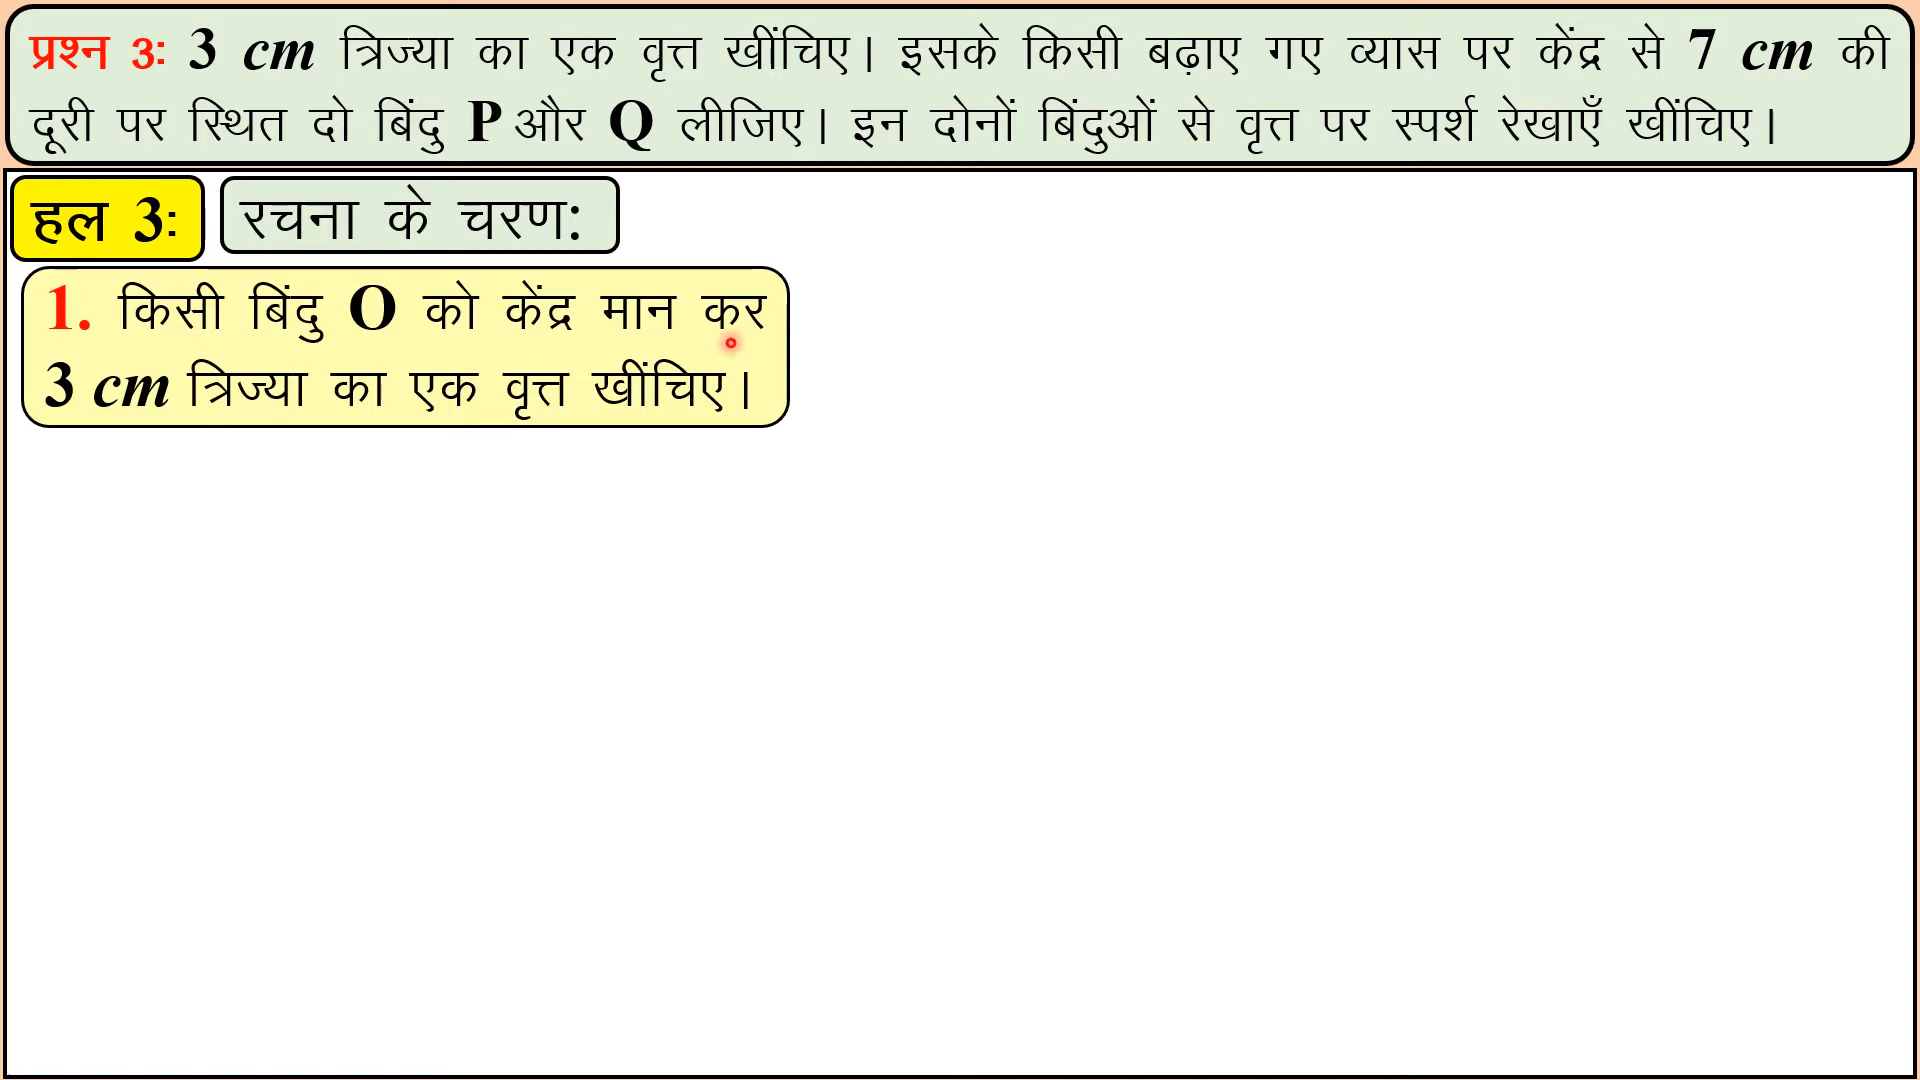 प्रश्न 3: 3 cm त्रिज्या का एक वृत्त खींचिए। इसके किसी बढ़ाए गए व्यास पर केंद्र से 7 cm की
दूरी पर स्थित दो बिंदु P और Q लीजिए। इन दोनों बिंदुओं से वृत्त पर स्पर्श रेखाएँ खींचिए।
हल 3: रचना के चरण:
1. किसी बिंदु O को केंद्र मान कर
3 cm त्रिज्या का एक वृत्त खींचिए।